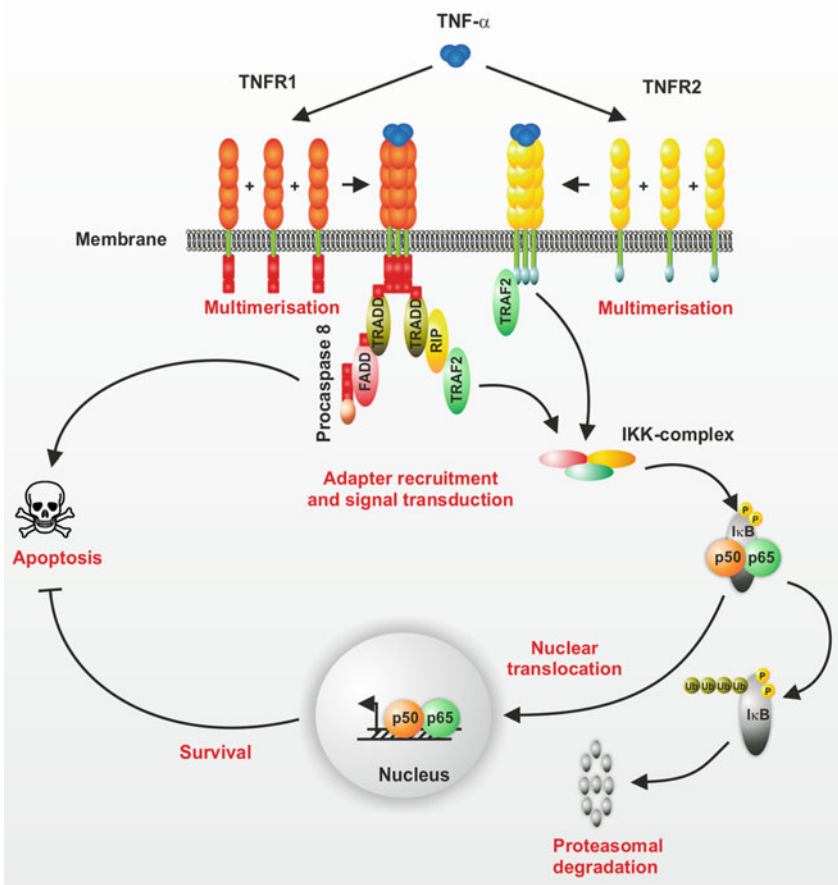 TNF-α
TNFR1
TNFR2
+ +
+ +
Membrane
Multimerisation
Multimerisation
TRAF2
TRADD
TRADD
RIP
FADD
TRAF2
Procaspase 8
IKK-complex
Adapter recruitment
and signal transduction
P
P
IκB
p50 p65
Apoptosis
Nuclear
translocation
Ub Ub Ub Ub
P
P
IκB
p50 p65
Nucleus
Survival
Proteasomal
degradation